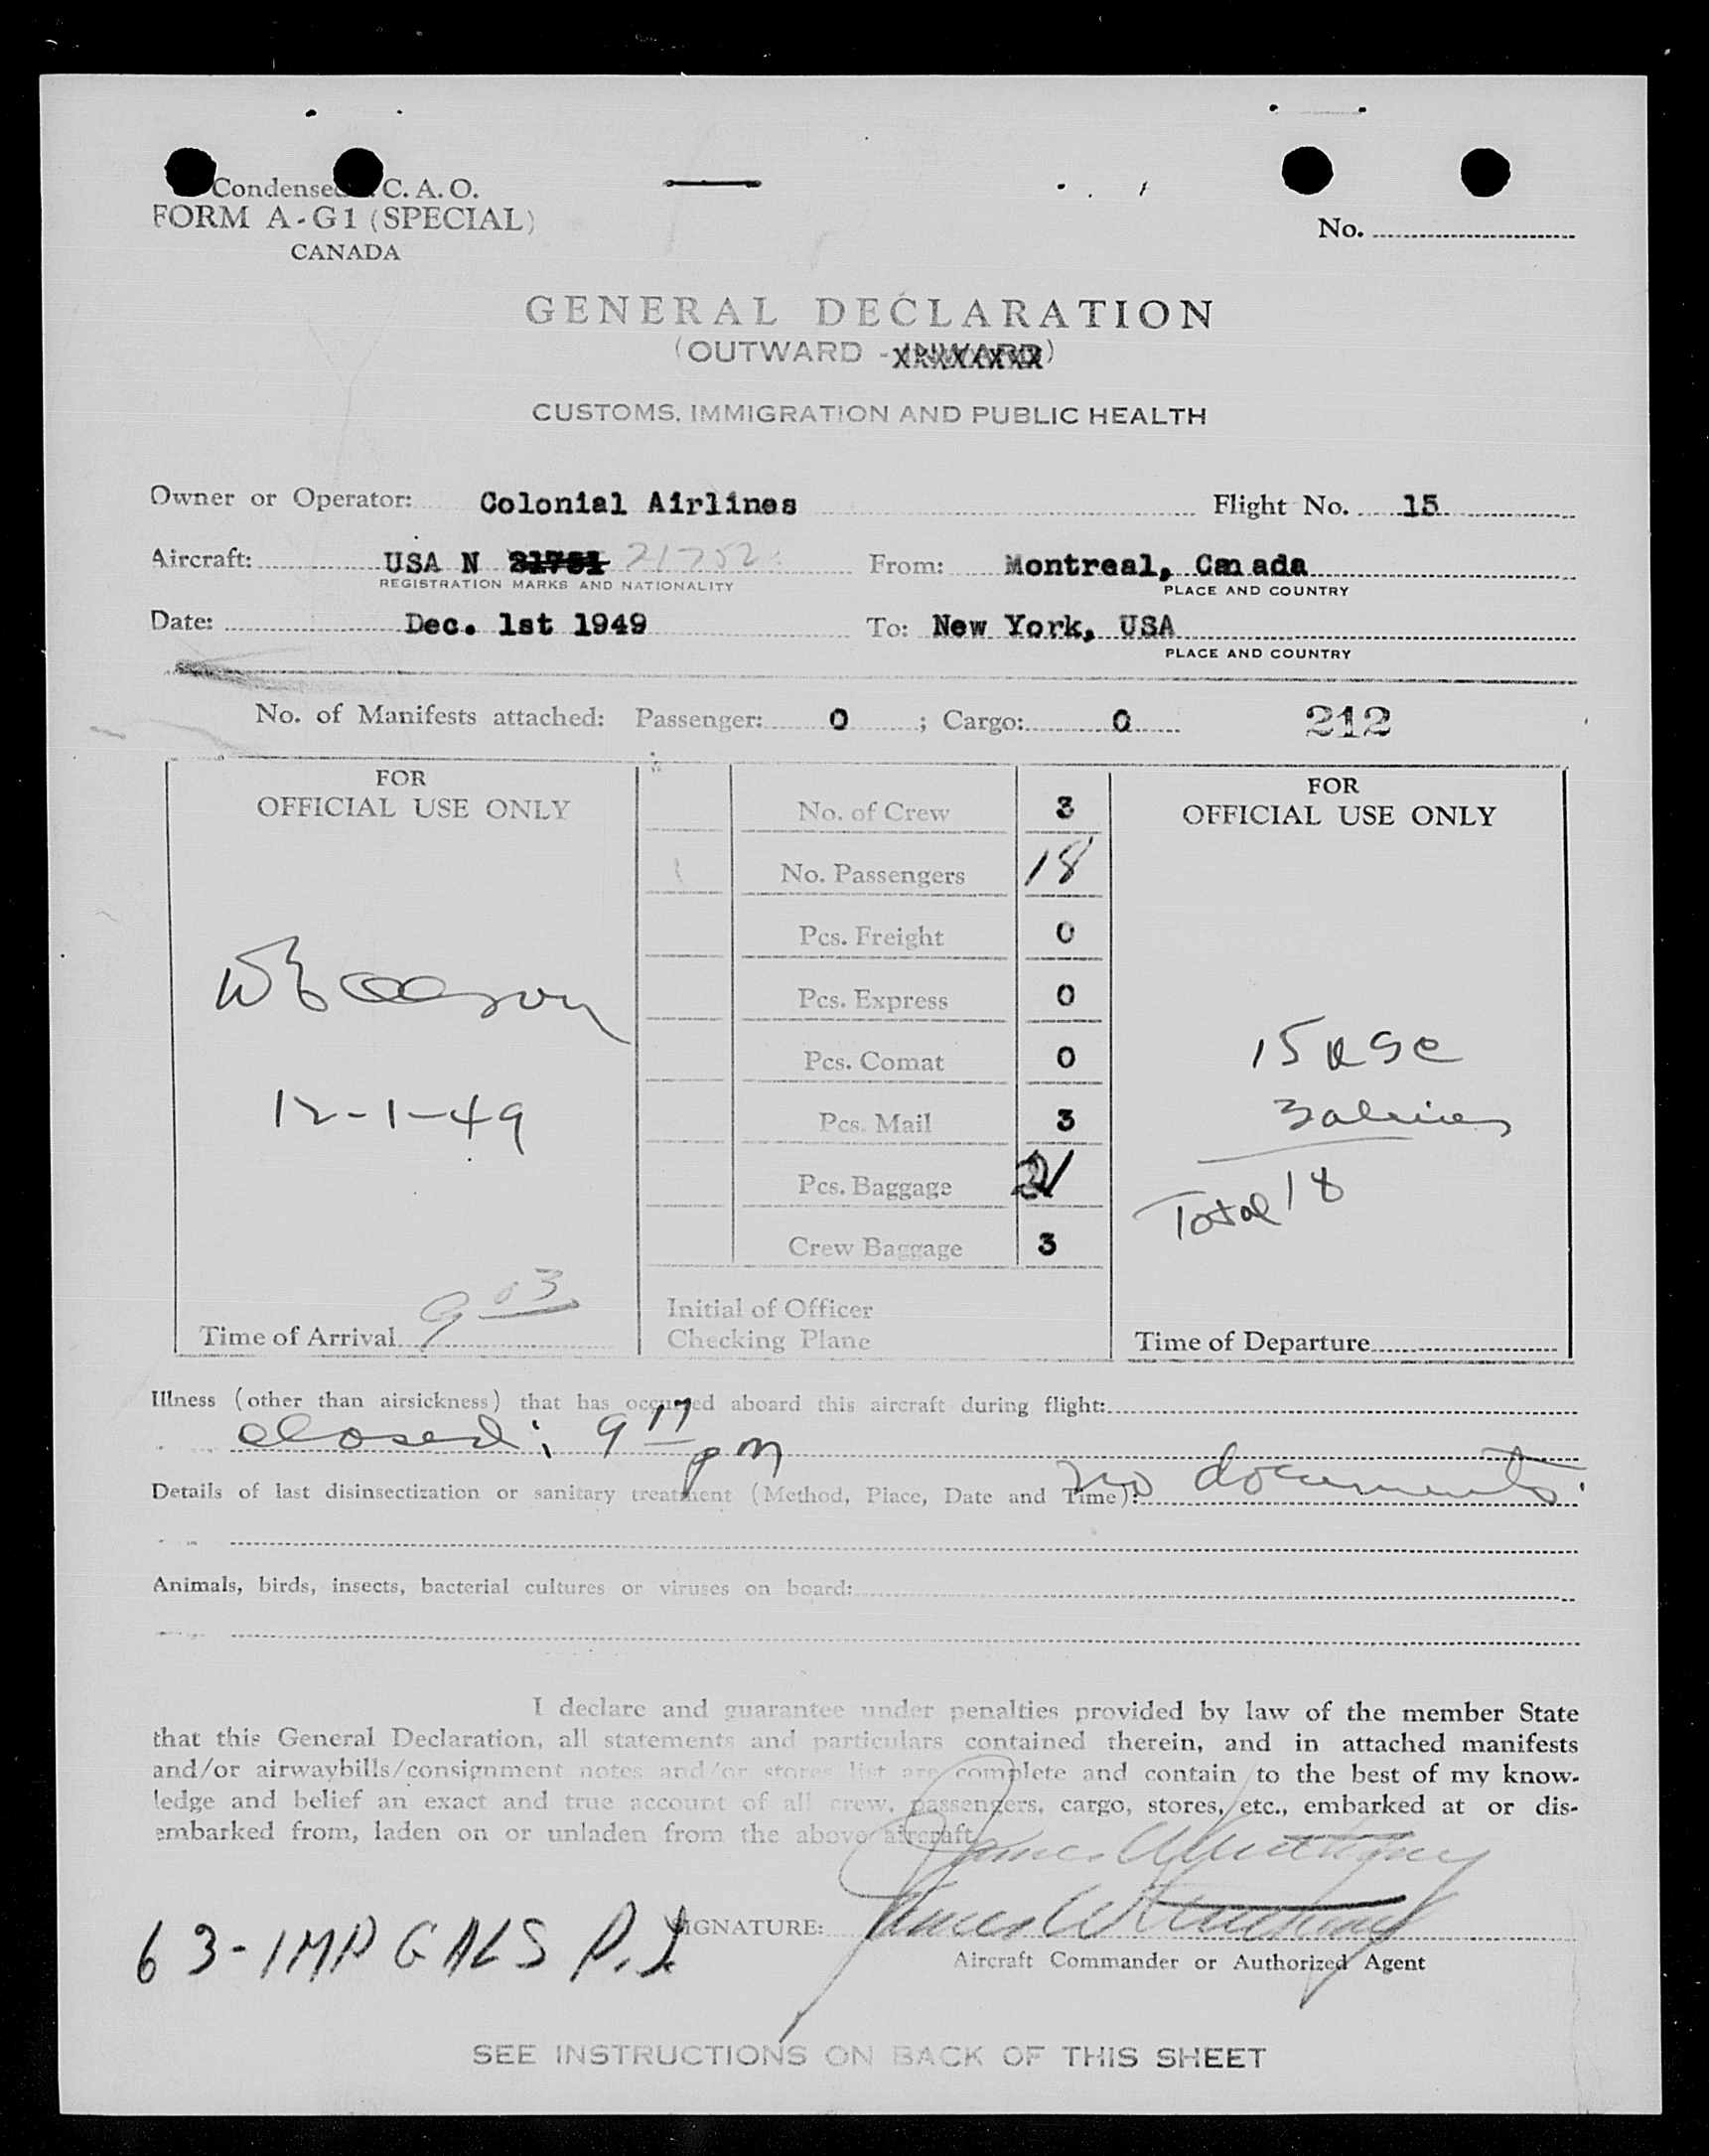 Condensed I. C. A. O.
FORM A-G1 (SPECIAL)
CANADA
No.
GENERAL DECLARATION
(OUTWARD - INWARD)
CUSTOMS, IMMIGRATION AND PUBLIC HEALTH
Owner or Operator: Colonial Airlines Flight No. 15
Aircraft: USA N 21751 21752 From: Montreal, Canada
REGISTRATION MARKS AND NATIONALITY PLACE AND COUNTRY
Date: Dec. 1st 1949 To: New York, USA
PLACE AND COUNTRY
No. of Manifests attached: Passenger: 0 ; Cargo: 0 212
FOR
OFFICIAL USE ONLY
12-1-49
Time of Arrival 9 03
No. of Crew 3
No. Passengers 18
Pcs. Freight 0
Pcs. Express 0
Pcs. Comat 0
Pcs. Mail 3
Pcs. Baggage 21
Crew Baggage 3
Initial of Officer
Checking Plane
FOR
OFFICIAL USE ONLY
15 USC
3 aliens
Total 18
Time of Departure
Illness (other than airsickness) that has occurred aboard this aircraft during flight:
closed; 9 17 pm
Details of last disinsectization or sanitary treatment (Method, Place, Date and Time): no documents.
Animals, birds, insects, bacterial cultures or viruses on board:
I declare and guarantee under penalties provided by law of the member State
that this General Declaration, all statements and particulars contained therein, and in attached manifests
and/or airwaybills/consignment notes and/or stores list are complete and contain to the best of my know-
ledge and belief an exact and true account of all crew, passengers, cargo, stores, etc., embarked at or dis-
embarked from, laden on or unladen from the above aircraft.
63-IMP GALS P.L SIGNATURE:
Aircraft Commander or Authorized Agent
SEE INSTRUCTIONS ON BACK OF THIS SHEET